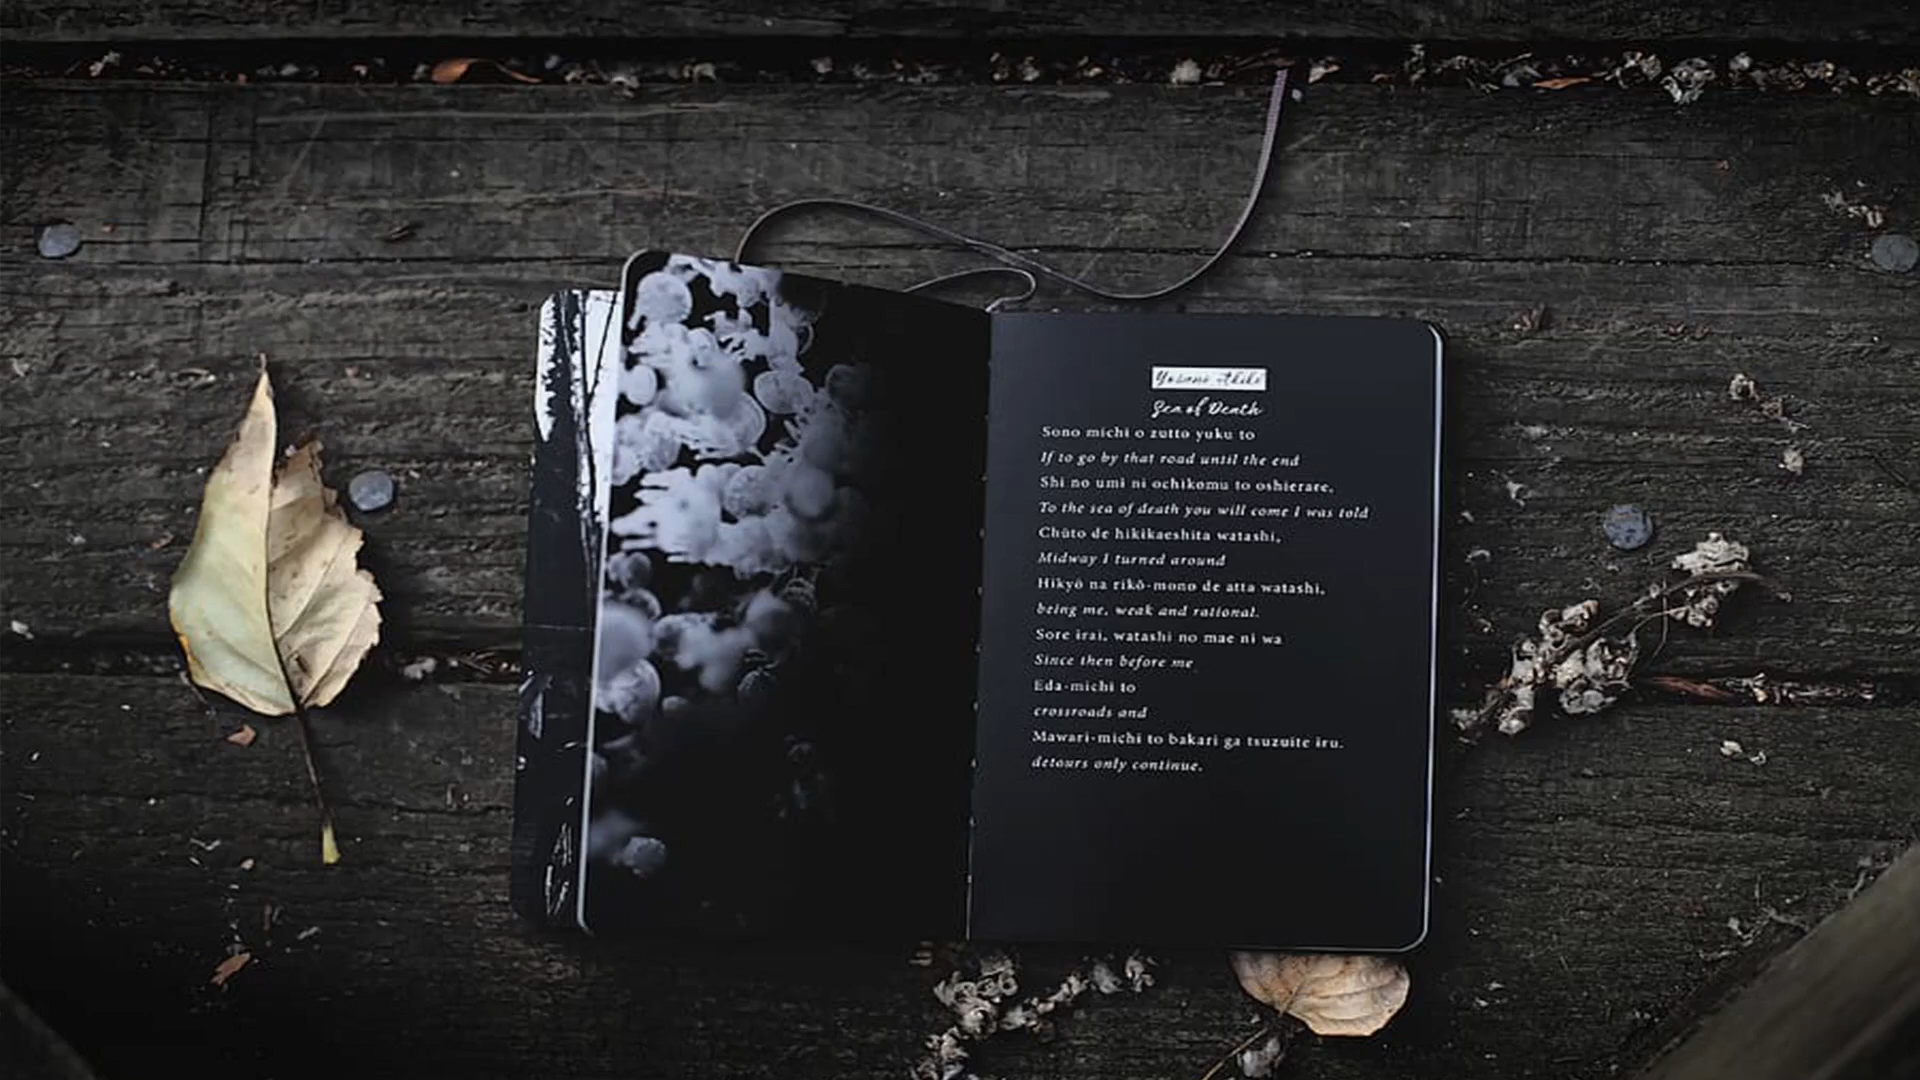 Yosano Akiko
Sea of Death
Sono michi o zutto yuku to
If to go by that road until the end
Shi no umi ni ochikomu to oshierare,
To the sea of death you will come I was told
Chūto de hikikaeshita watashi,
Midway I turned around
Hikyō na rikō-mono de atta watashi,
being me, weak and rational.
Sore irai, watashi no mae ni wa
Since then before me
Eda-michi to
crossroads and
Mawari-michi to bakari ga tsuzuite iru.
detours only continue.